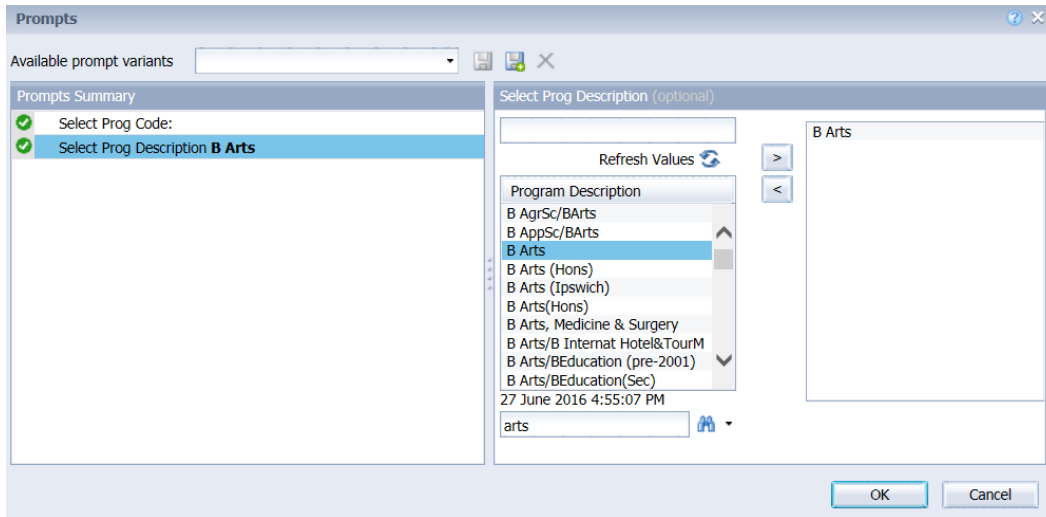 Prompts
Available prompt variants
Prompts Summary
Select Prog Code:
Select Prog Description B Arts
Select Prog Description (optional)
Refresh Values
Program Description
B AgrSc/BArts
B AppSc/BArts
B Arts
B Arts (Hons)
B Arts (Ipswich)
B Arts(Hons)
B Arts, Medicine & Surgery
B Arts/B Internat Hotel&TourM
B Arts/BEducation (pre-2001)
B Arts/BEducation(Sec)
27 June 2016 4:55:07 PM
arts
>
<
B Arts
OK
Cancel